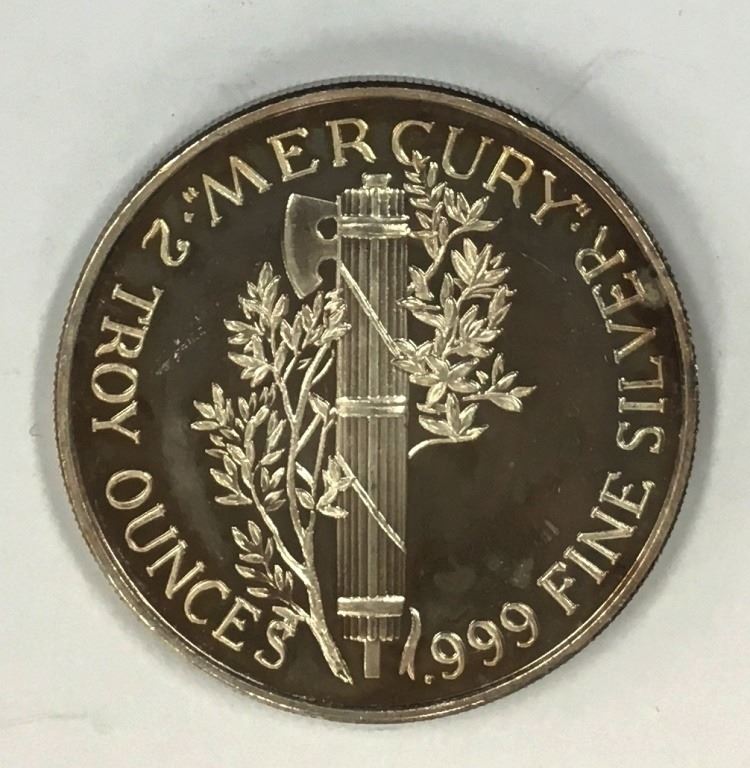 2 TROY OUNCES
"MERCURY"
.999 FINE SILVER